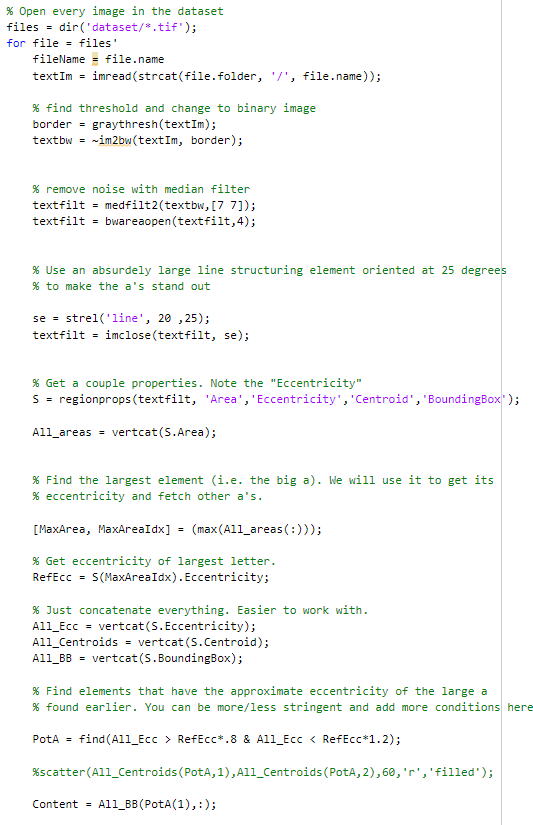 % Open every image in the dataset
files = dir('dataset/*.tif');
for file = files'
fileName = file.name
textIm = imread(strcat(file.folder, '/', file.name));
% find threshold and change to binary image
border = graythresh(textIm);
textbw = ~im2bw(textIm, border);
% remove noise with median filter
textfilt = medfilt2(textbw,[7 7]);
textfilt = bwareaopen(textfilt,4);
% Use an absurdely large line structuring element oriented at 25 degrees
% to make the a's stand out
se = strel('line', 20 ,25);
textfilt = imclose(textfilt, se);
% Get a couple properties. Note the "Eccentricity"
S = regionprops(textfilt, 'Area','Eccentricity','Centroid','BoundingBox');
All_areas = vertcat(S.Area);
% Find the largest element (i.e. the big a). We will use it to get its
% eccentricity and fetch other a's.
[MaxArea, MaxAreaIdx] = (max(All_areas(:)));
% Get eccentricity of largest letter.
RefEcc = S(MaxAreaIdx).Eccentricity;
% Just concatenate everything. Easier to work with.
All_Ecc = vertcat(S.Eccentricity);
All_Centroids = vertcat(S.Centroid);
All_BB = vertcat(S.BoundingBox);
% Find elements that have the approximate eccentricity of the large a
% found earlier. You can be more/less stringent and add more conditions here
PotA = find(All_Ecc > RefEcc*.8 & All_Ecc < RefEcc*1.2);
%scatter(All_Centroids(PotA,1),All_Centroids(PotA,2),60,'r','filled');
Content = All_BB(PotA(1),:);